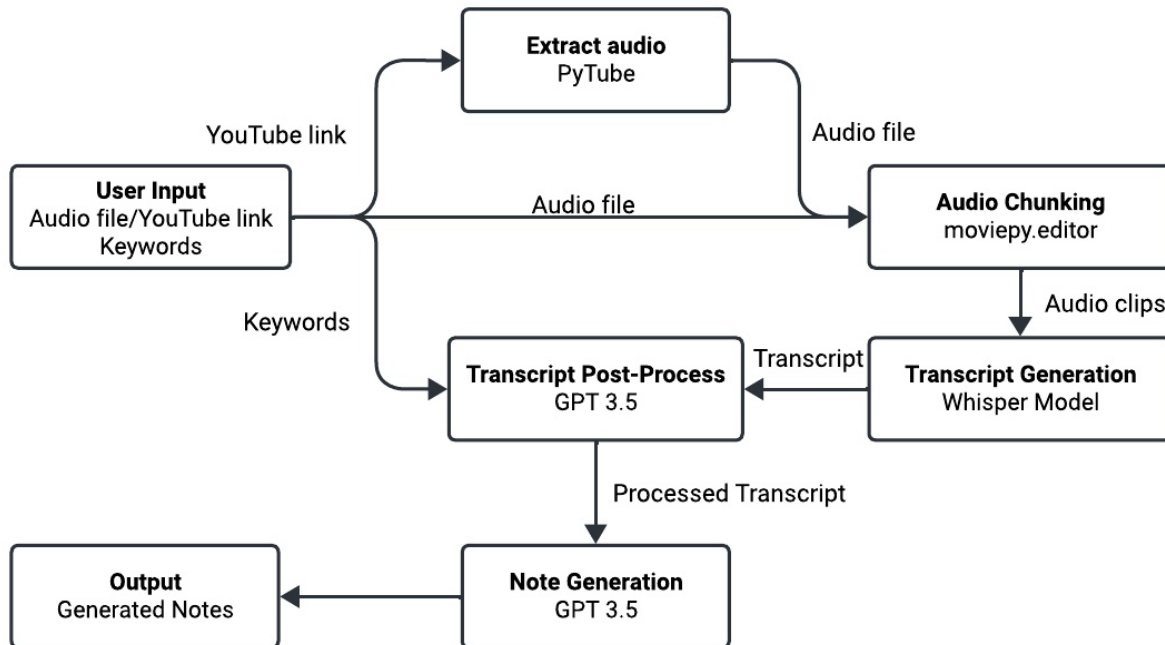 Extract audio
PyTube
YouTube link
Audio file
User Input
Audio file/YouTube link
Keywords
Audio file
Audio Chunking
moviepy.editor
Keywords
Audio clips
Transcript Post-Process
GPT 3.5
Transcript
Transcript Generation
Whisper Model
Processed Transcript
Output
Generated Notes
Note Generation
GPT 3.5